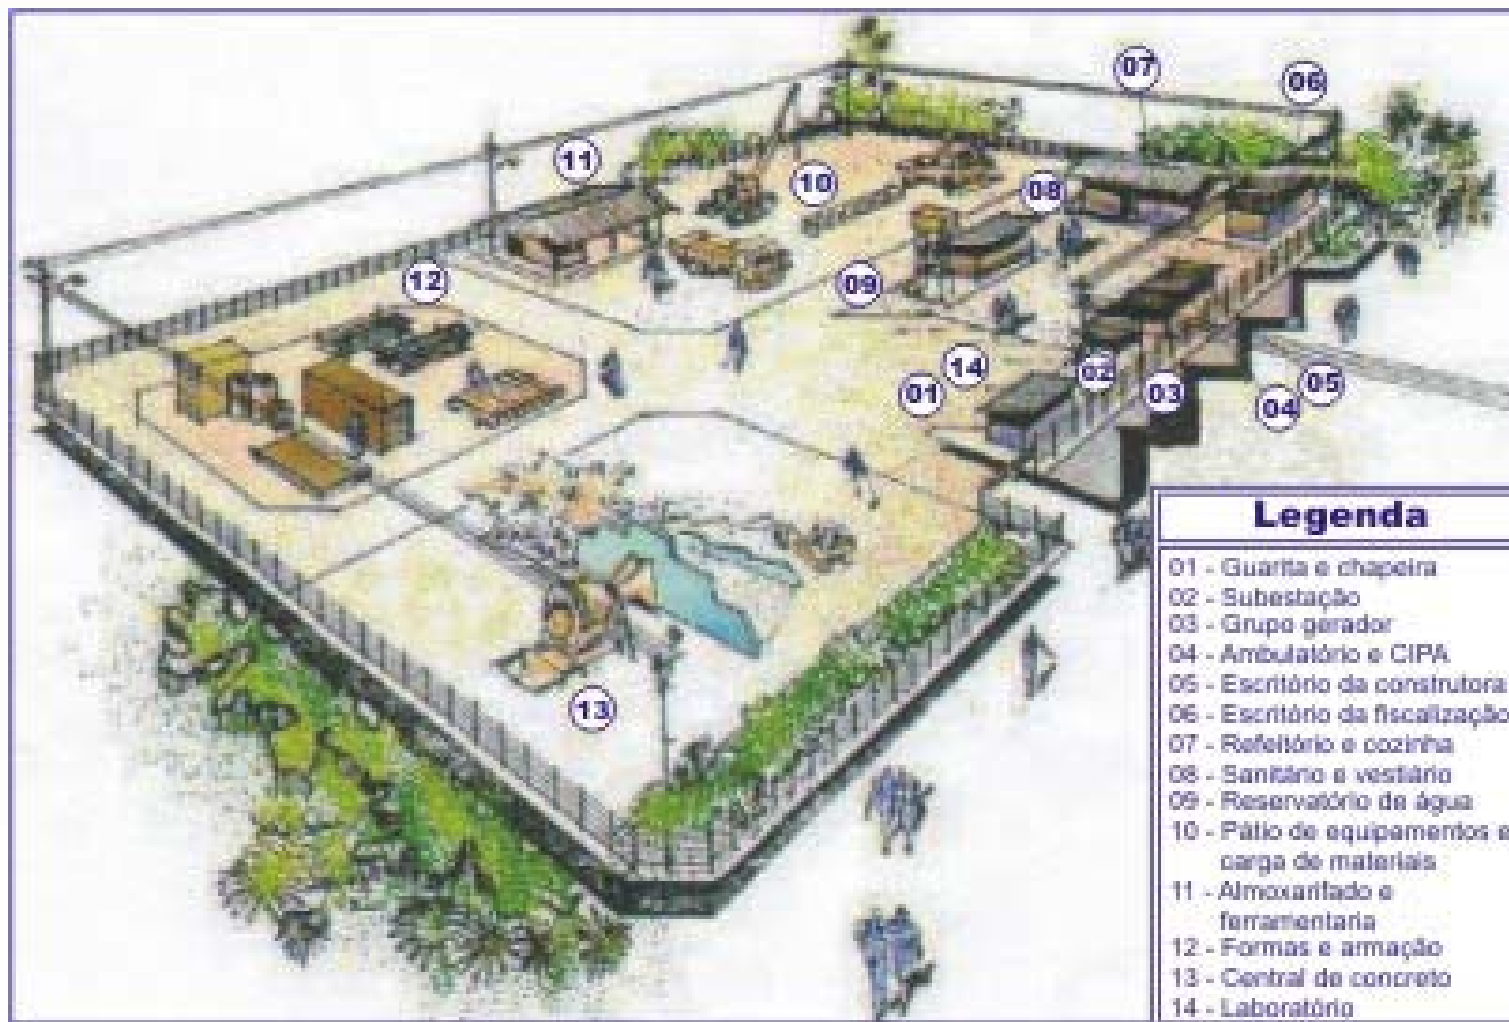 07
06
11
10
08
12
09
14
02
01
03
04
05
13
Legenda
01 - Guarita e chapeira
02 - Subestação
03 - Grupo gerador
04 - Ambulatório e CIPA
05 - Escritório da construtora
06 - Escritório da fiscalização
07 - Refeitório e cozinha
08 - Sanitário e vestiário
09 - Reservatório de água
10 - Pátio de equipamentos e
carga de materiais
11 - Almoxarifado e
ferramentaria
12 - Formas e armação
13 - Central de concreto
14 - Laboratório